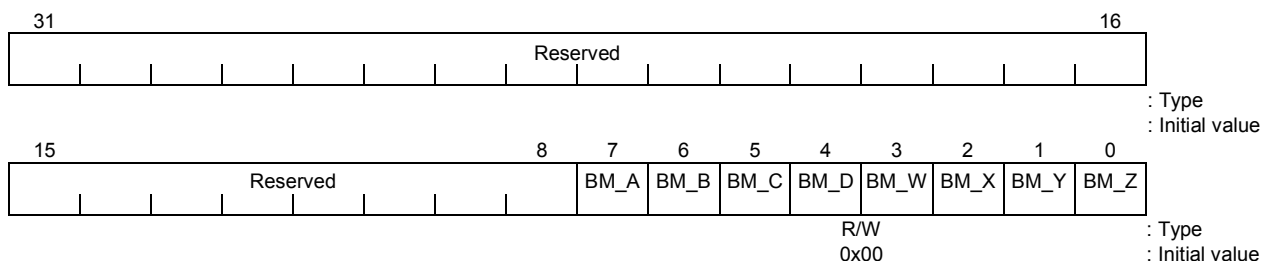 31 16
Reserved
: Type
: Initial value
15 8 7 6 5 4 3 2 1 0
Reserved BM_A BM_B BM_C BM_D BM_W BM_X BM_Y BM_Z
R/W : Type
0x00 : Initial value